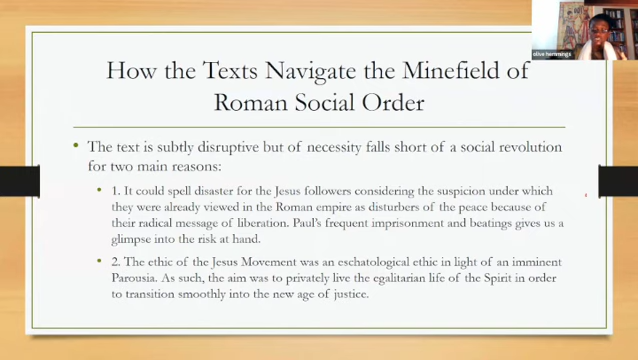 olive hemmings
How the Texts Navigate the Minefield of
Roman Social Order
• The text is subtly disruptive but of necessity falls short of a social revolution
for two main reasons:
• 1. It could spell disaster for the Jesus followers considering the suspicion under which
they were already viewed in the Roman empire as disturbers of the peace because of
their radical message of liberation. Paul's frequent imprisonment and beatings gives us a
glimpse into the risk at hand.
• 2. The ethic of the Jesus Movement was an eschatological ethic in light of an imminent
Parousia. As such, the aim was to privately live the egalitarian life of the Spirit in order
to transition smoothly into the new age of justice.